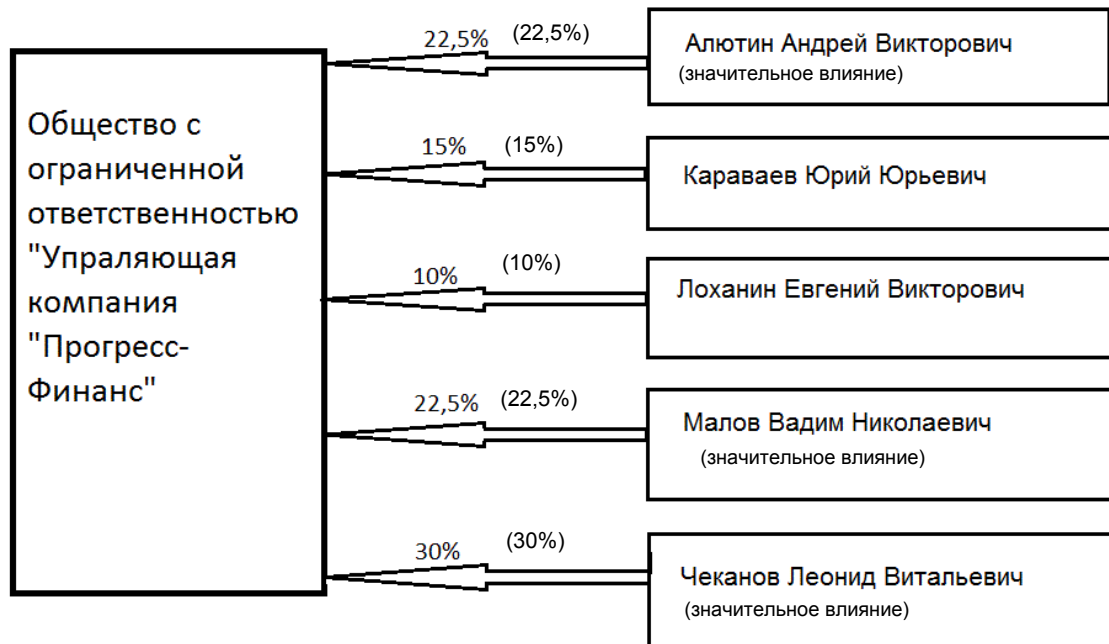 22,5% (22,5%)
Алютин Андрей Викторович
(значительное влияние)
Общество с
ограниченной
ответственностью
"Упраляющая
компания
"Прогресс-
Финанс"
15% (15%)
Караваев Юрий Юрьевич
10% (10%)
Лоханин Евгений Викторович
22,5% (22,5%)
Малов Вадим Николаевич
(значительное влияние)
30% (30%)
Чеканов Леонид Витальевич
(значительное влияние)